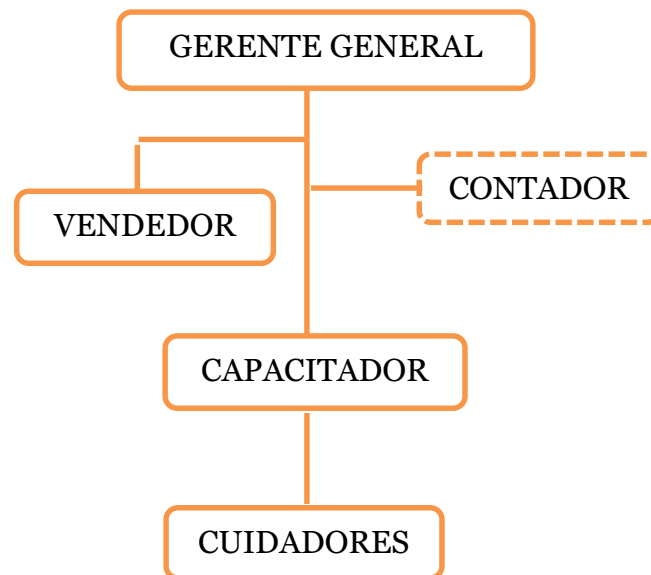 GERENTE GENERAL
CONTADOR
VENDEDOR
CAPACITADOR
CUIDADORES